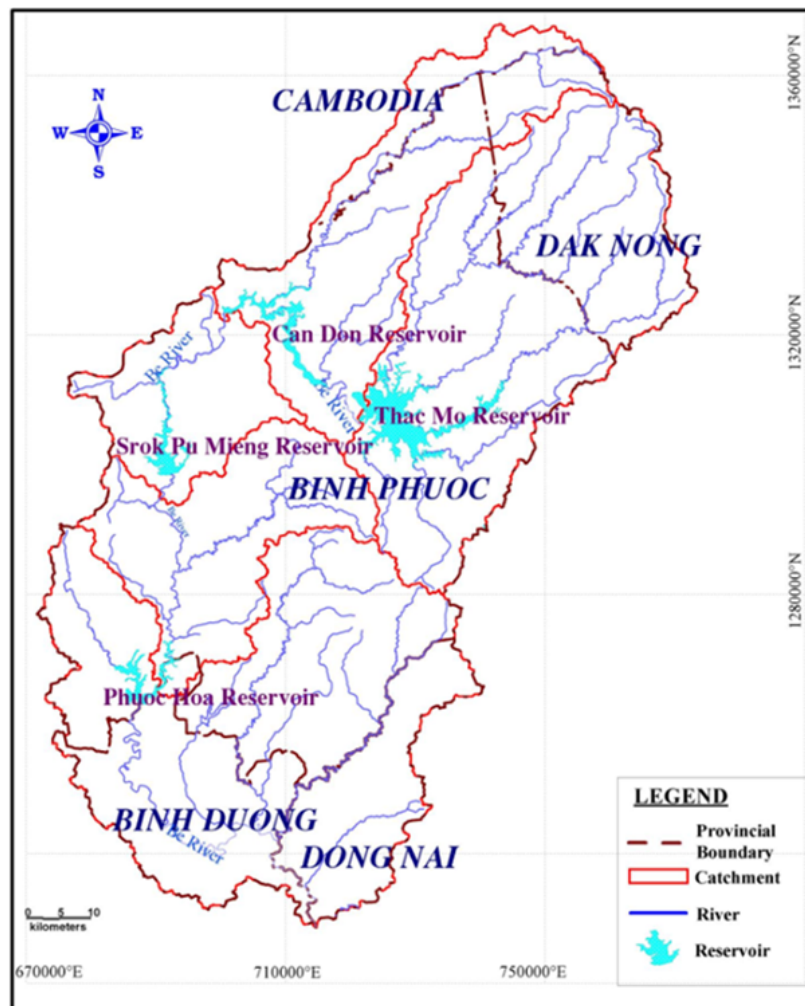 N
W E
S
CAMBODIA
1360000°N
DAK NONG
Can Don Reservoir
1320000°N
Be River
Be River
Thac Mo Reservoir
Srok Pu Mieng Reservoir
BINH PHUOC
Be River
1280000°N
Phuoc Hoa Reservoir
BINH DUONG
Be River
DONG NAI
LEGEND
Provincial
Boundary
Catchment
River
Reservoir
0 5 10
kilometers
670000°E 710000°E 750000°E